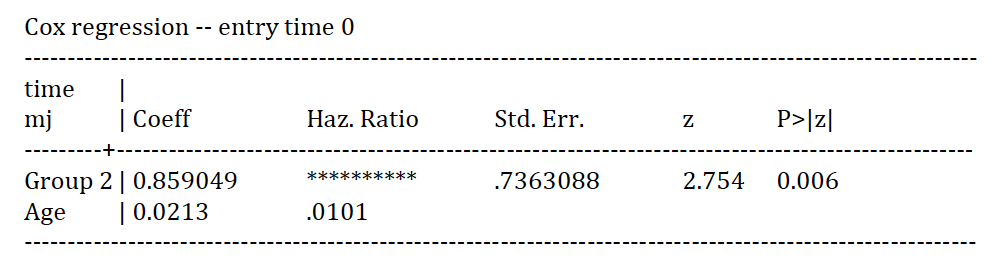 Cox regression -- entry time 0
--------------------------------------------------------------------------------------------------------------
time |
mj | Coeff Haz. Ratio Std. Err. z P>|z|
---------+----------------------------------------------------------------------------------------------------
Group 2 | 0.859049 ********** .7363088 2.754 0.006
Age | 0.0213 .0101
--------------------------------------------------------------------------------------------------------------